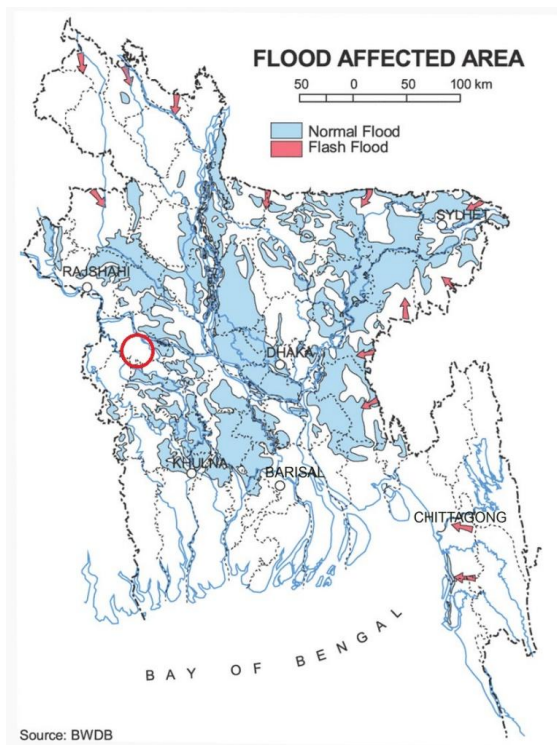 FLOOD AFFECTED AREA
50 0 50 100 km
Normal Flood
Flash Flood
SYLHET
RAJSHAHI
DHAKA
KHULNA
BARISAL
CHITTAGONG
BAY OF BENGAL
Source: BWDB